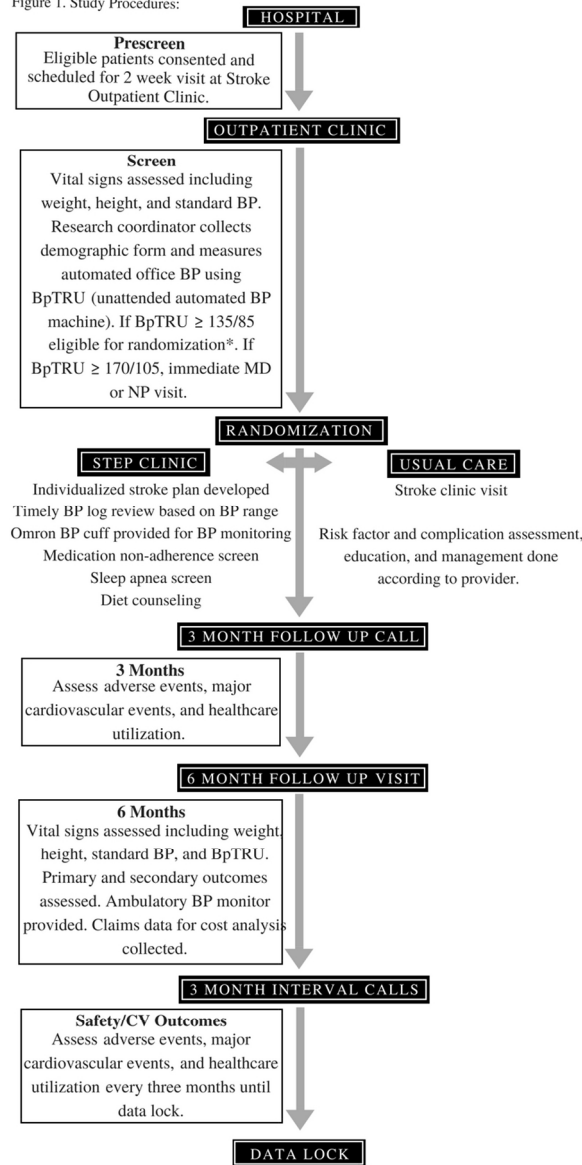 Figure 1. Study Procedures:
HOSPITAL
Prescreen
Eligible patients consented and
scheduled for 2 week visit at Stroke
Outpatient Clinic.
OUTPATIENT CLINIC
Screen
Vital signs assessed including
weight, height, and standard BP.
Research coordinator collects
demographic form and measures
automated office BP using
BpTRU (unattended automated BP
machine). If BpTRU ≥ 135/85
eligible for randomization*. If
BpTRU ≥ 170/105, immediate MD
or NP visit.
RANDOMIZATION
STEP CLINIC
Individualized stroke plan developed
Timely BP log review based on BP range
Omron BP cuff provided for BP monitoring
Medication non-adherence screen
Sleep apnea screen
Diet counseling
USUAL CARE
Stroke clinic visit
Risk factor and complication assessment,
education, and management done
according to provider.
3 MONTH FOLLOW UP CALL
3 Months
Assess adverse events, major
cardiovascular events, and healthcare
utilization.
6 MONTH FOLLOW UP VISIT
6 Months
Vital signs assessed including weight,
height, standard BP, and BpTRU.
Primary and secondary outcomes
assessed. Ambulatory BP monitor
provided. Claims data for cost analysis
collected.
3 MONTH INTERVAL CALLS
Safety/CV Outcomes
Assess adverse events, major
cardiovascular events, and healthcare
utilization every three months until
data lock.
DATA LOCK